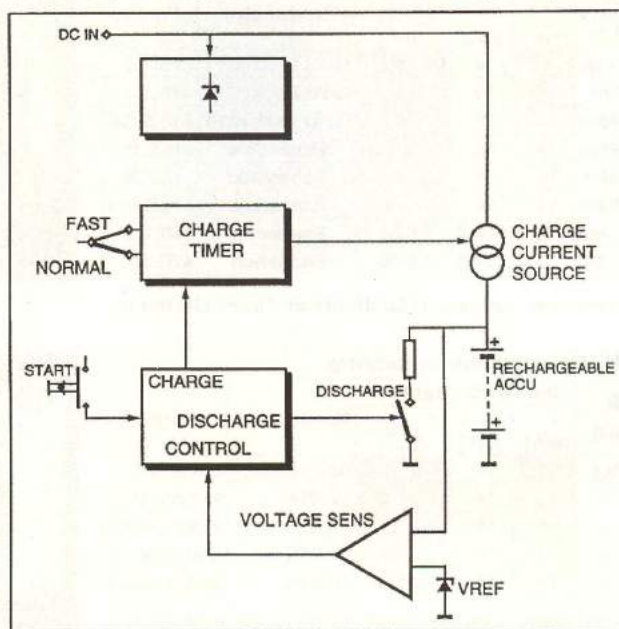 DC IN
FAST
NORMAL
CHARGE
TIMER
CHARGE
CURRENT
SOURCE
START
CHARGE
DISCHARGE
CONTROL
DISCHARGE
+
RECHARGEABLE
ACCU
+
VOLTAGE SENS
VREF